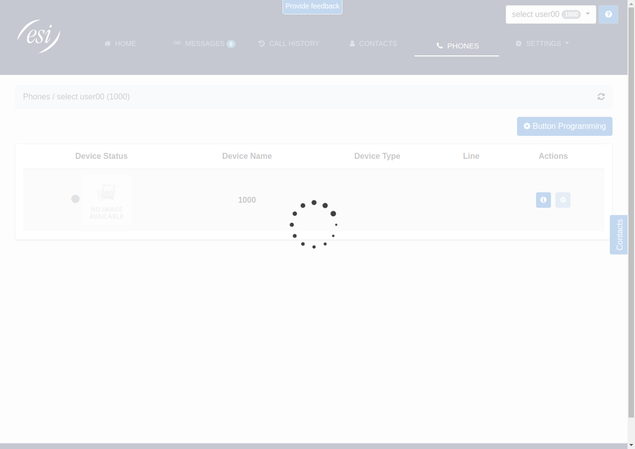 Provide feedback
select user00 1000
esi
HOME
MESSAGES
CALL HISTORY
CONTACTS
PHONES
SETTINGS
Phones / select user00 (1000)
Button Programming
Device Status
Device Name
Device Type
Line
Actions
NO IMAGE
AVAILABLE
1000
Contacts